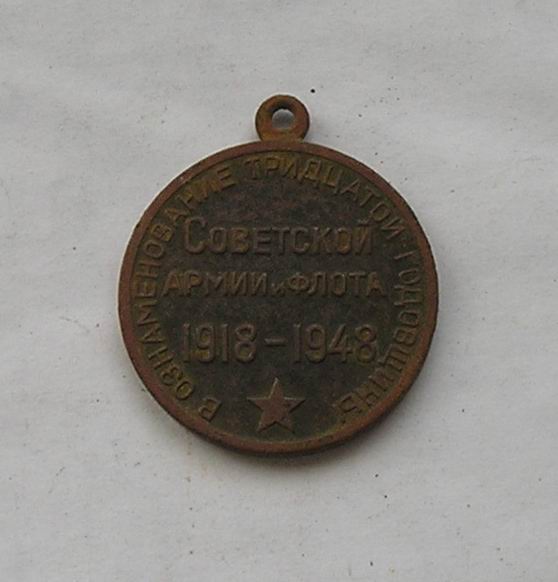 В ОЗНАМЕНОВАНИЕ ТРИДЦАТОЙ ГОДОВЩИНЫ
СОВЕТСКОЙ
АРМИИ И ФЛОТА
1918-1948